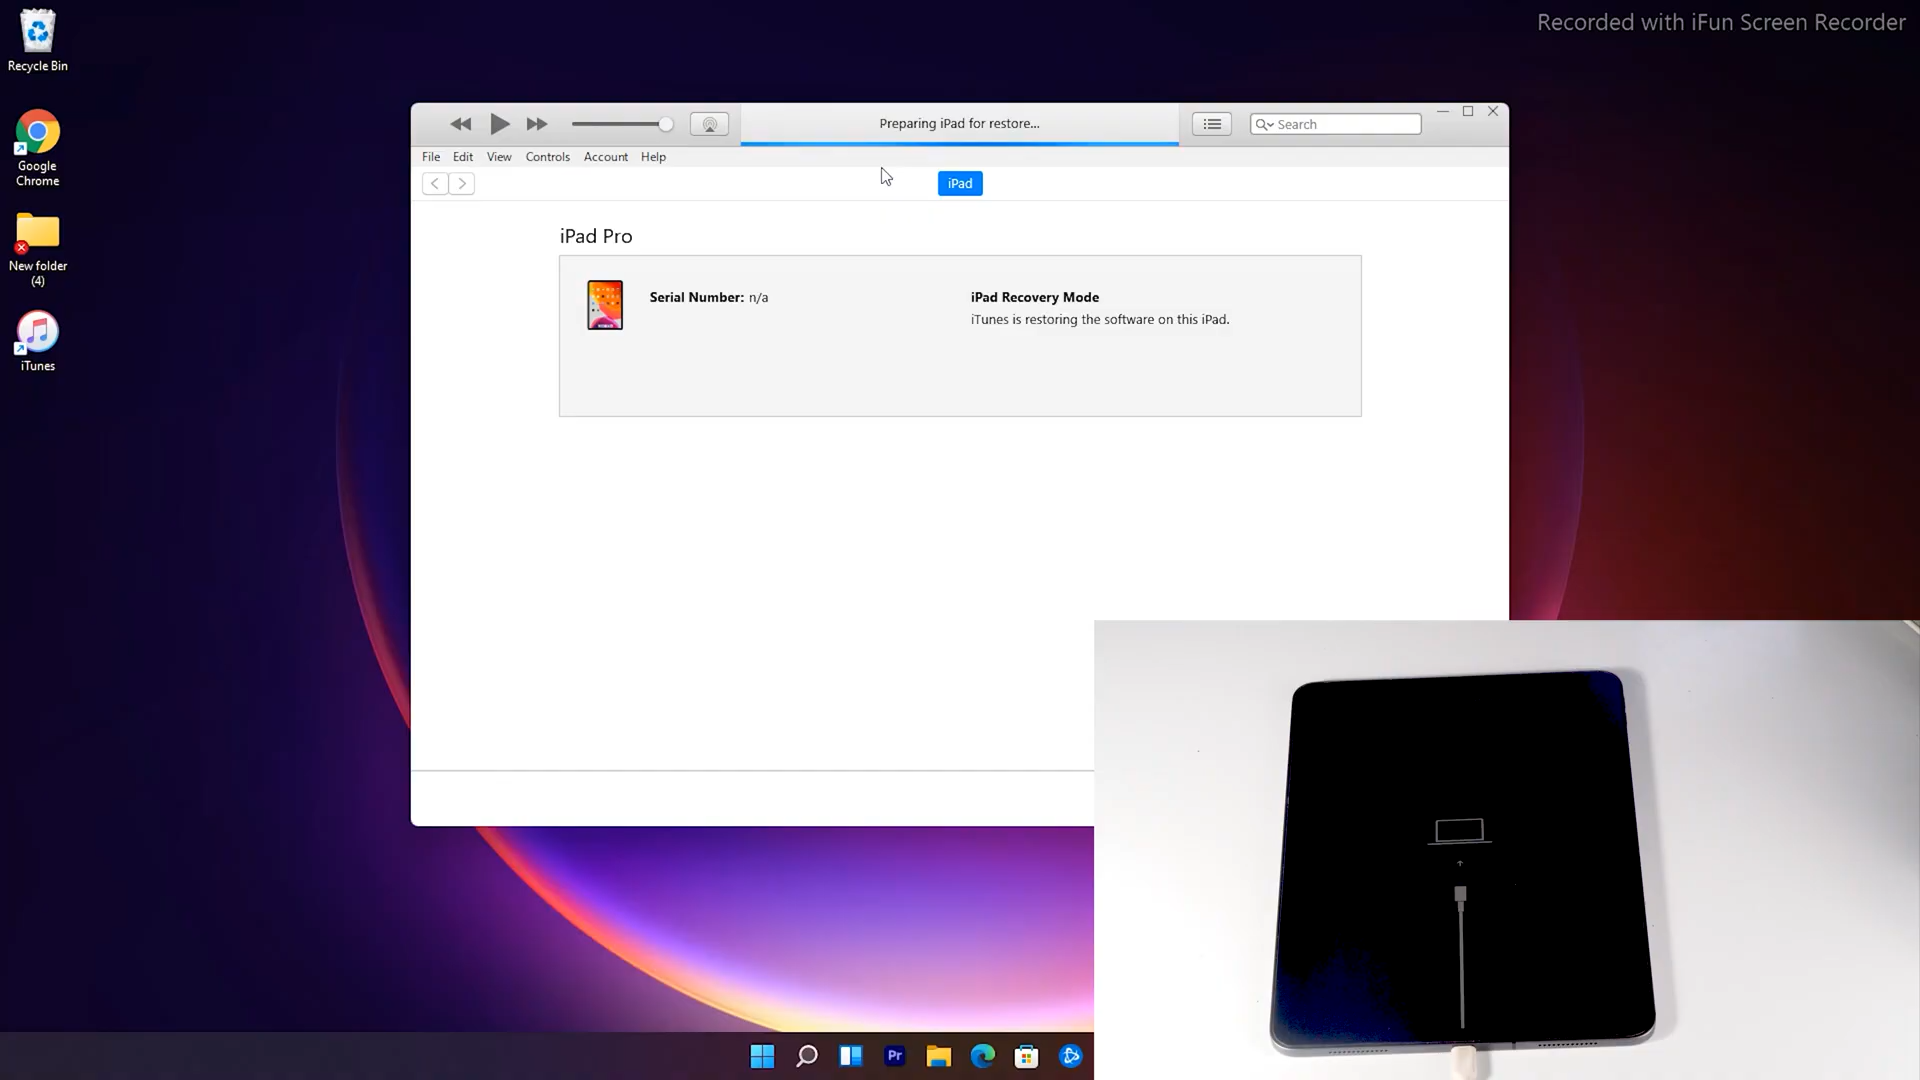 Recorded with iFun Screen Recorder
Recycle Bin
Google
Chrome
New folder
(4)
iTunes
Preparing iPad for restore...
Search
File Edit View Controls Account Help
iPad
iPad Pro
Serial Number: n/a
iPad Recovery Mode
iTunes is restoring the software on this iPad.
Pr